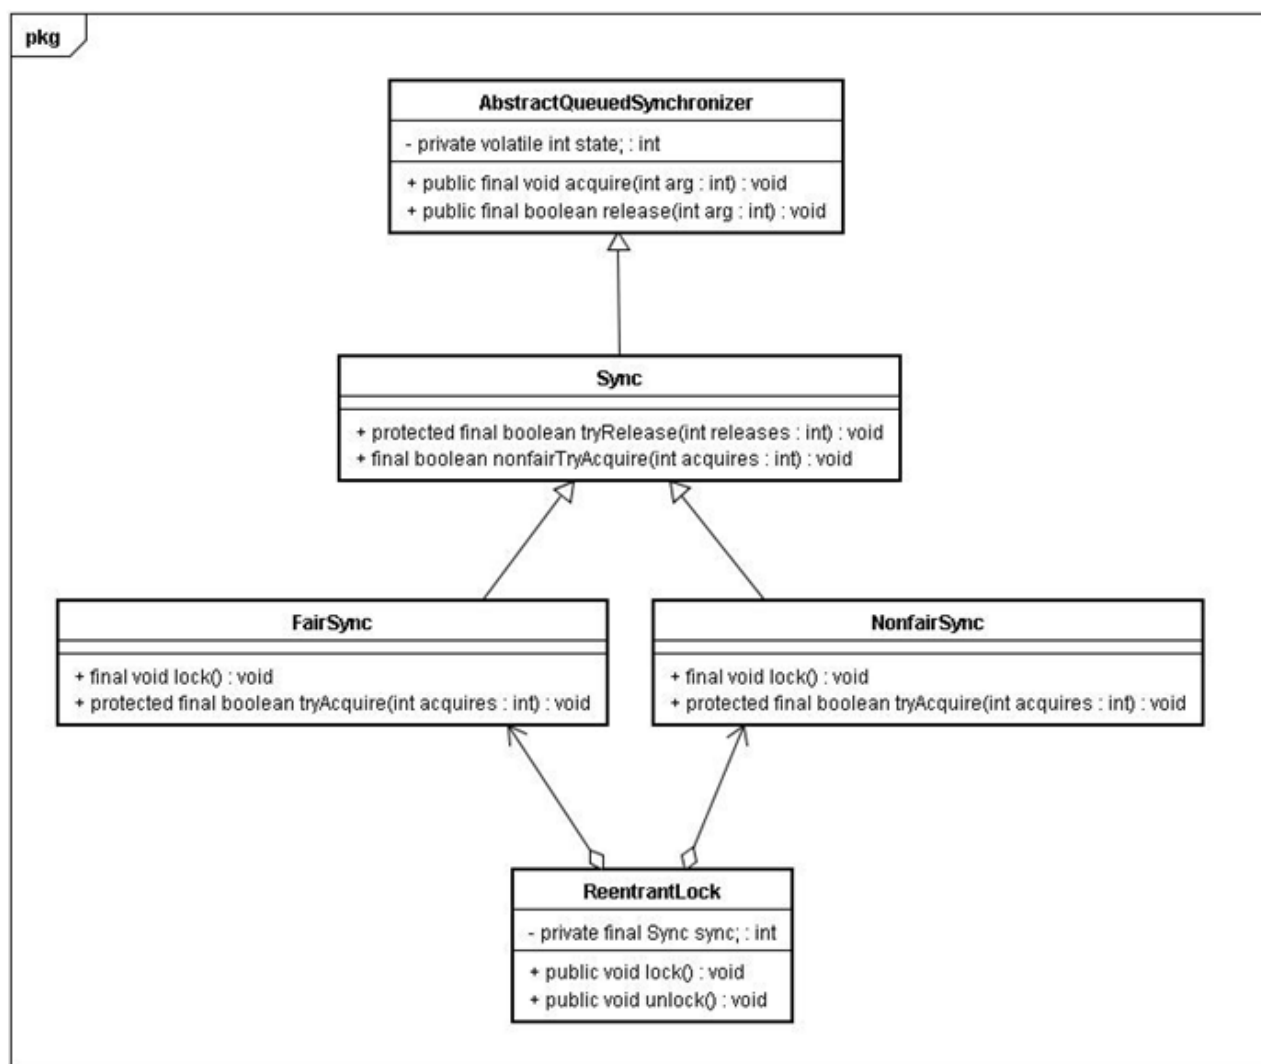 pkg
AbstractQueuedSynchronizer
- private volatile int state; : int
+ public final void acquire(int arg : int) : void
+ public final boolean release(int arg : int) : void
Sync
+ protected final boolean tryRelease(int releases : int) : void
+ final boolean nonfairTryAcquire(int acquires : int) : void
FairSync
+ final void lock() : void
+ protected final boolean tryAcquire(int acquires : int) : void
NonfairSync
+ final void lock() : void
+ protected final boolean tryAcquire(int acquires : int) : void
ReentrantLock
- private final Sync sync; : int
+ public void lock() : void
+ public void unlock() : void